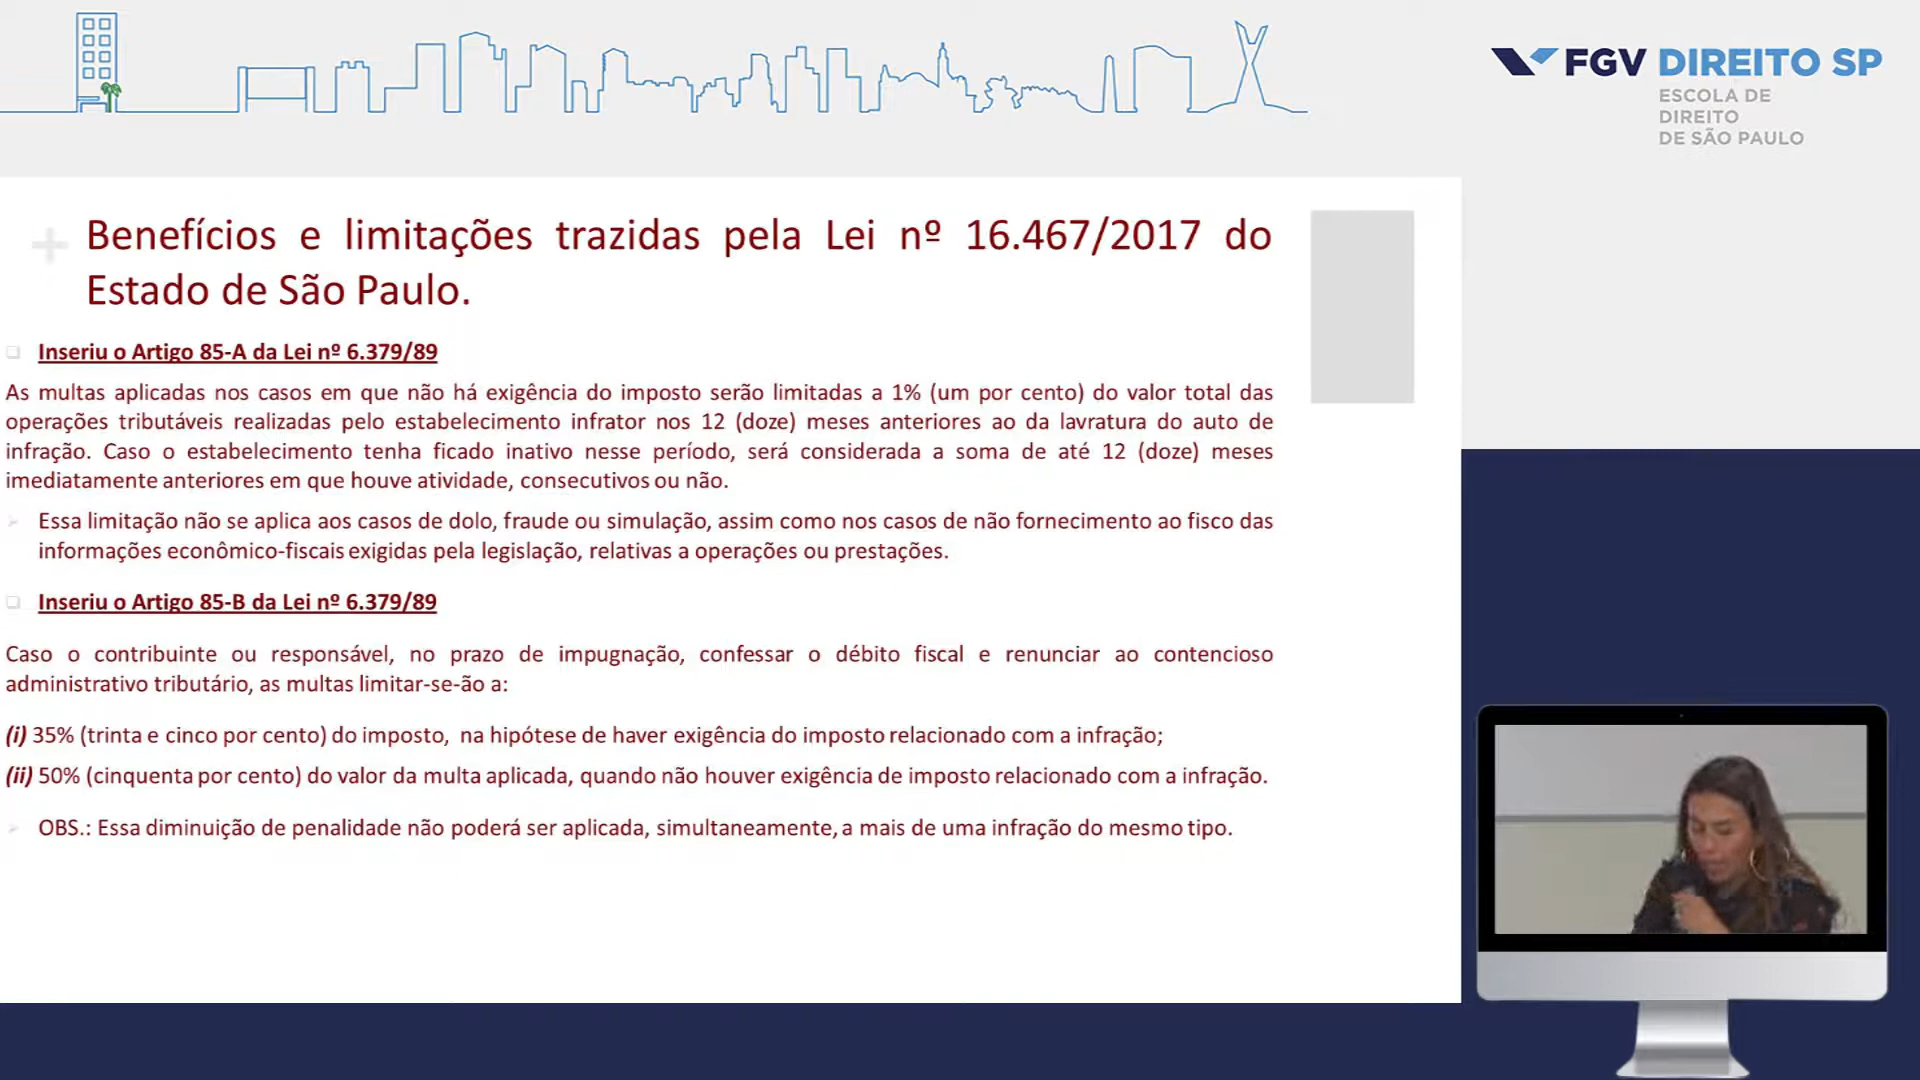 FGV DIREITO SP
ESCOLA DE
DIREITO
DE SÃO PAULO
Benefícios e limitações trazidas pela Lei nº 16.467/2017 do
Estado de São Paulo.
Inseriu o Artigo 85-A da Lei nº 6.379/89
As multas aplicadas nos casos em que não há exigência do imposto serão limitadas a 1% (um por cento) do valor total das
operações tributáveis realizadas pelo estabelecimento infrator nos 12 (doze) meses anteriores ao da lavratura do auto de
infração. Caso o estabelecimento tenha ficado inativo nesse período, será considerada a soma de até 12 (doze) meses
imediatamente anteriores em que houve atividade, consecutivos ou não.
Essa limitação não se aplica aos casos de dolo, fraude ou simulação, assim como nos casos de não fornecimento ao fisco das
informações econômico-fiscais exigidas pela legislação, relativas a operações ou prestações.
Inseriu o Artigo 85-B da Lei nº 6.379/89
Caso o contribuinte ou responsável, no prazo de impugnação, confessar o débito fiscal e renunciar ao contencioso
administrativo tributário, as multas limitar-se-ão a:
(i) 35% (trinta e cinco por cento) do imposto, na hipótese de haver exigência do imposto relacionado com a infração;
(ii) 50% (cinquenta por cento) do valor da multa aplicada, quando não houver exigência de imposto relacionado com a infração.
OBS.: Essa diminuição de penalidade não poderá ser aplicada, simultaneamente, a mais de uma infração do mesmo tipo.